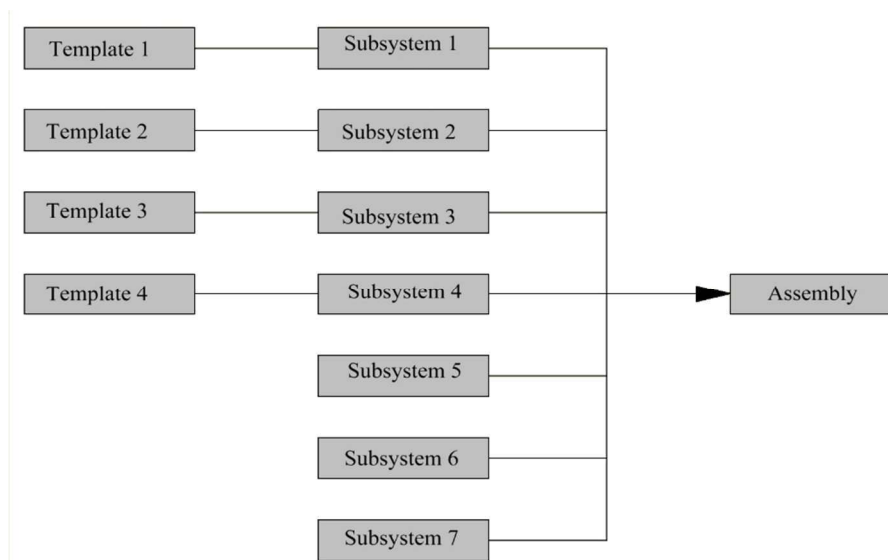 Template 1
Subsystem 1
Template 2
Subsystem 2
Template 3
Subsystem 3
Template 4
Subsystem 4
Assembly
Subsystem 5
Subsystem 6
Subsystem 7